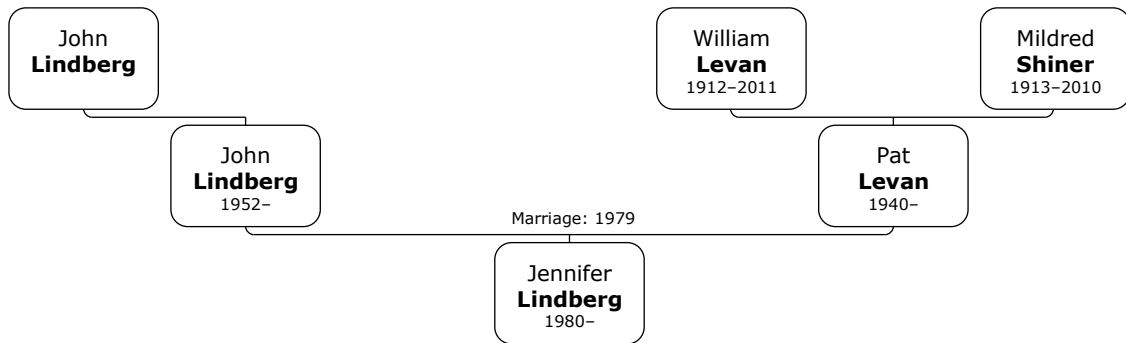 John
Lindberg
William
Levan
1912–2011
Mildred
Shiner
1913–2010
John
Lindberg
1952–
Pat
Levan
1940–
Marriage: 1979
Jennifer
Lindberg
1980–